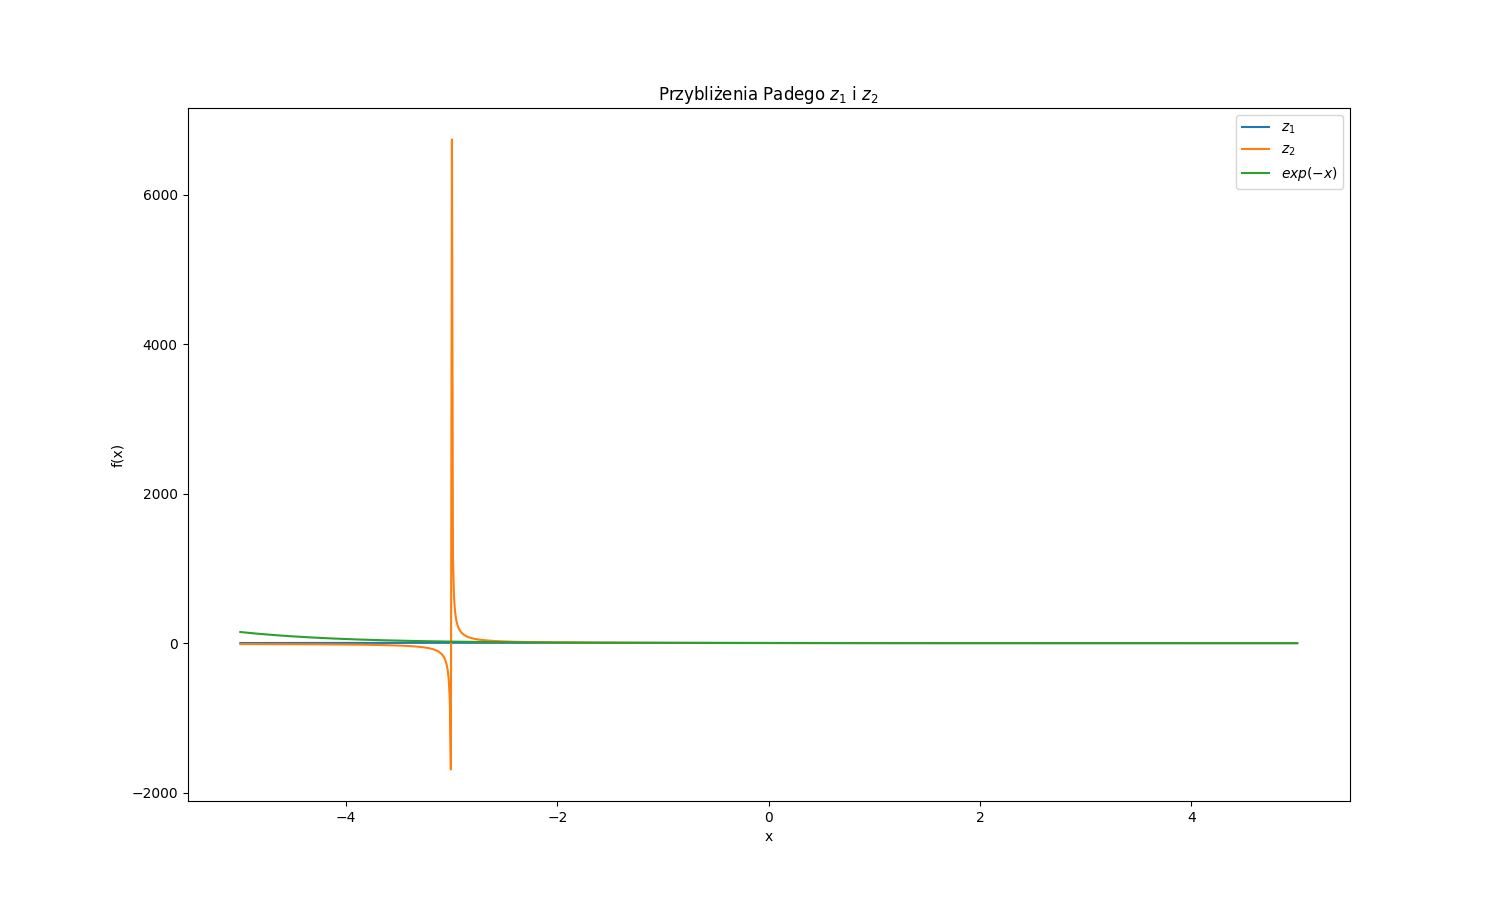 Przybliżenia Padego z₁ i z₂
z₁
z₂
exp(−x)
6000
4000
2000
0
−2000
f(x)
−4
−2
0
2
4
x